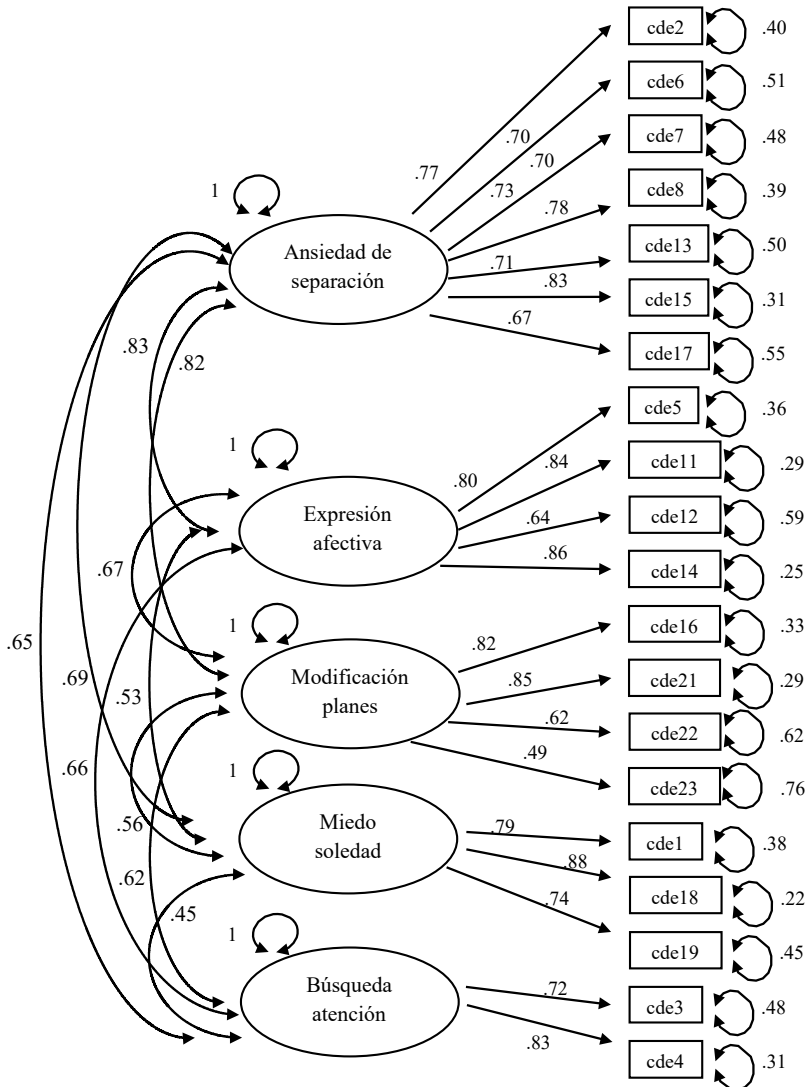 cde2
.40
cde6
.51
.70
cde7
.48
.70
.77
cde8
.39
.73
1
.78
cde13
.50
Ansiedad de
separación
.71
.83
cde15
.31
.67
cde17
.55
.83
.82
cde5
.36
1
.84
cde11
.29
.80
Expresión
afectiva
.64
cde12
.59
.86
cde14
.25
.67
1
.82
cde16
.33
.65
Modificación
planes
.85
cde21
.29
.69
.53
.62
cde22
.62
.66
1
.49
cde23
.76
.56
Miedo
soledad
.79
cde1
.38
.88
.62
cde18
.22
.45
.74
1
cde19
.45
Búsqueda
atención
.72
cde3
.48
.83
cde4
.31